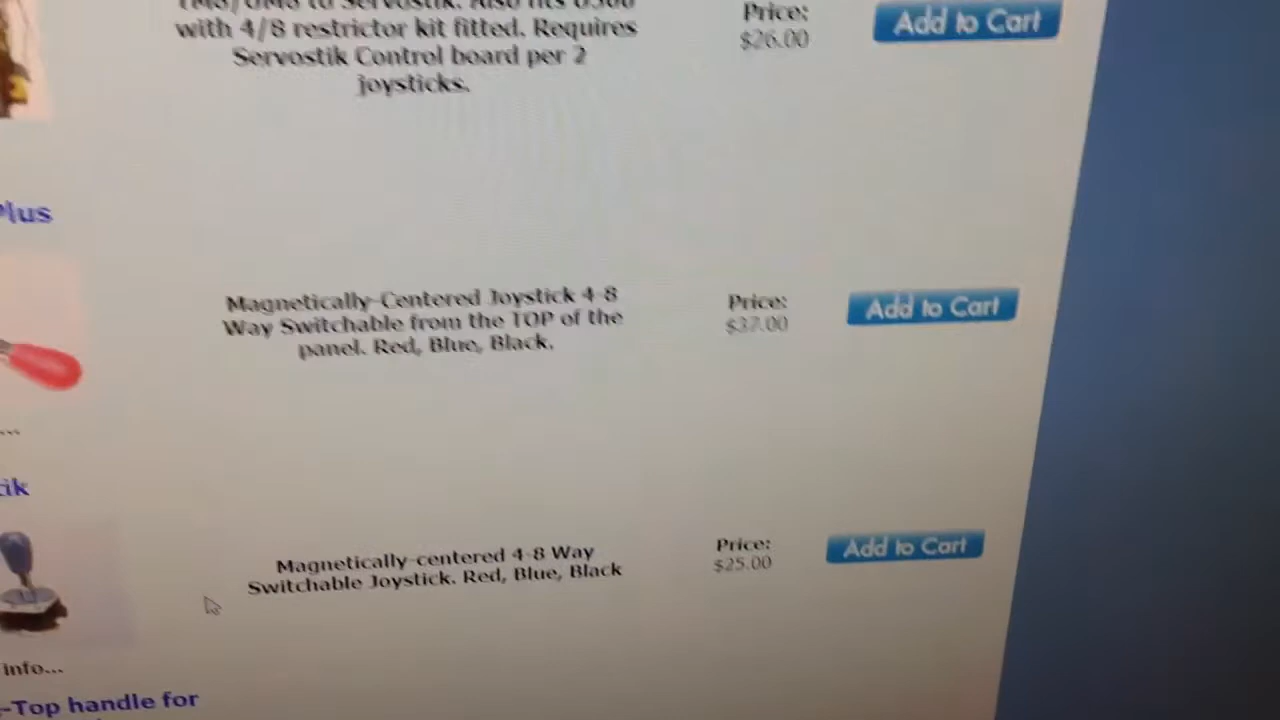 with 4/8 restrictor kit fitted. Requires
Servostik Control board per 2
joysticks.
Price:
$26.00
Add to Cart
Plus
Magnetically-Centered Joystick 4-8
Way Switchable from the TOP of the
panel. Red, Blue, Black.
Price:
$37.00
Add to Cart
...
tik
Magnetically-centered 4-8 Way
Switchable Joystick. Red, Blue, Black
Price:
$25.00
Add to Cart
info...
-Top handle for